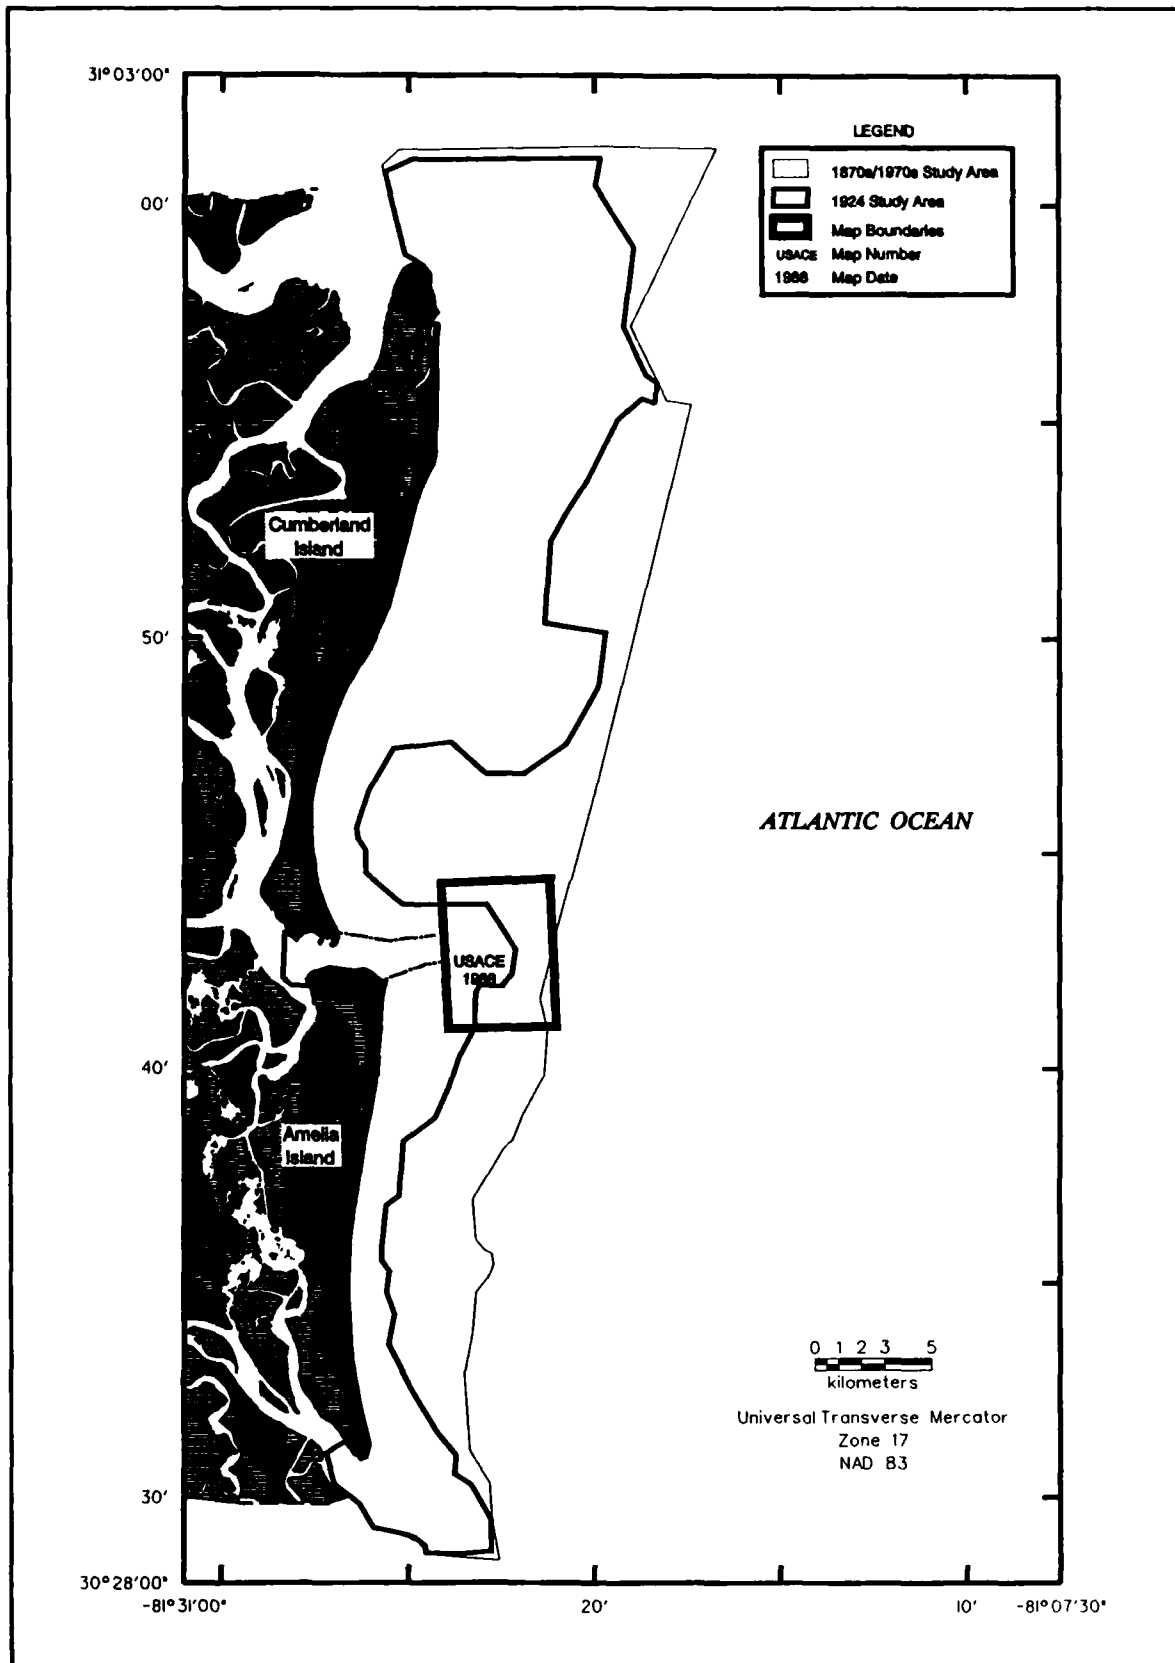 31°03'00"
LEGEND
1870s/1970s Study Area
1924 Study Area
Map Boundaries
USACE Map Number
1988 Map Date
00'
Cumberland
Island
50'
ATLANTIC OCEAN
USACE
1988
40'
Amelia
Island
0 1 2 3 5
kilometers
Universal Transverse Mercator
Zone 17
NAD 83
30'
30°28'00"
-81°31'00" 20' 10' -81°07'30"